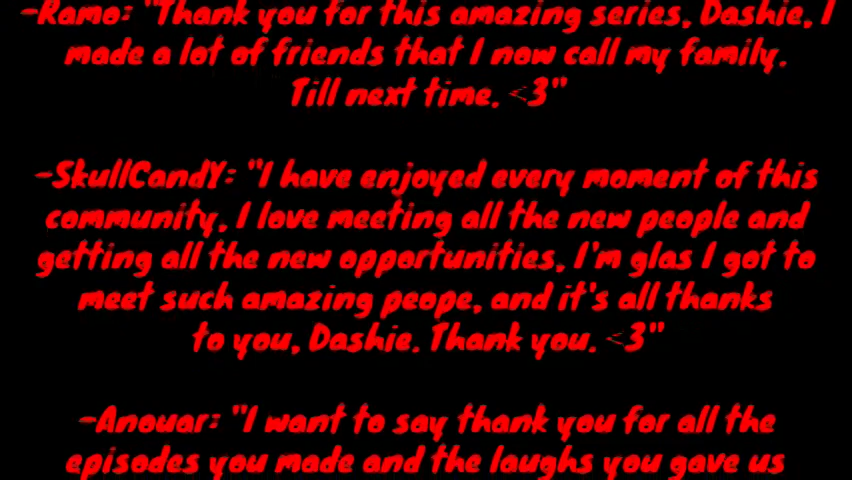 -Ramo: "Thank you for this amazing series, Dashie, I
made a lot of friends that I now call my family.
Till next time. <3"
-SkullCandY: "I have enjoyed every moment of this
community, I love meeting all the new people and
getting all the new opportunities, I'm glas I got to
meet such amazing peope, and it's all thanks
to you, Dashie. Thank you. <3"
-Anouar: "I want to say thank you for all the
episodes you made and the laughs you gave us